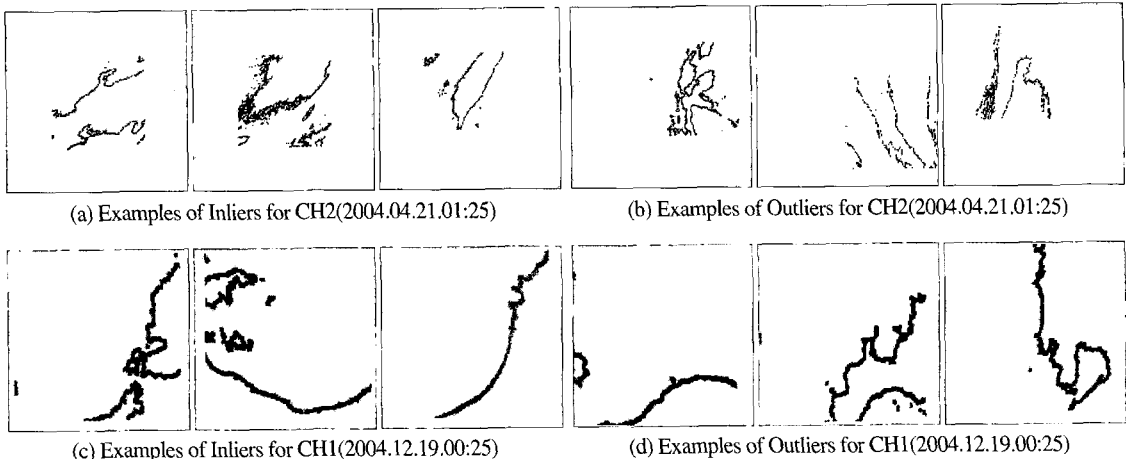 (a) Examples of Inliers for CH2(2004.04.21.01:25)
(b) Examples of Outliers for CH2(2004.04.21.01:25)
(c) Examples of Inliers for CH1(2004.12.19.00:25)
(d) Examples of Outliers for CH1(2004.12.19.00:25)